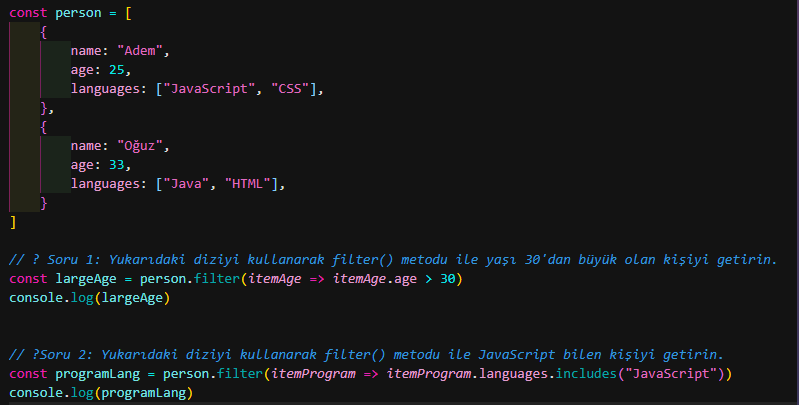 const person = [
{
name: "Adem",
age: 25,
languages: ["JavaScript", "CSS"],
},
{
name: "Oğuz",
age: 33,
languages: ["Java", "HTML"],
}
]
// ? Soru 1: Yukarıdaki diziyi kullanarak filter() metodu ile yaşı 30'dan büyük olan kişiyi getirin.
const largeAge = person.filter(itemAge => itemAge.age > 30)
console.log(largeAge)
// ?Soru 2: Yukarıdaki diziyi kullanarak filter() metodu ile JavaScript bilen kişiyi getirin.
const programLang = person.filter(itemProgram => itemProgram.languages.includes("JavaScript"))
console.log(programLang)